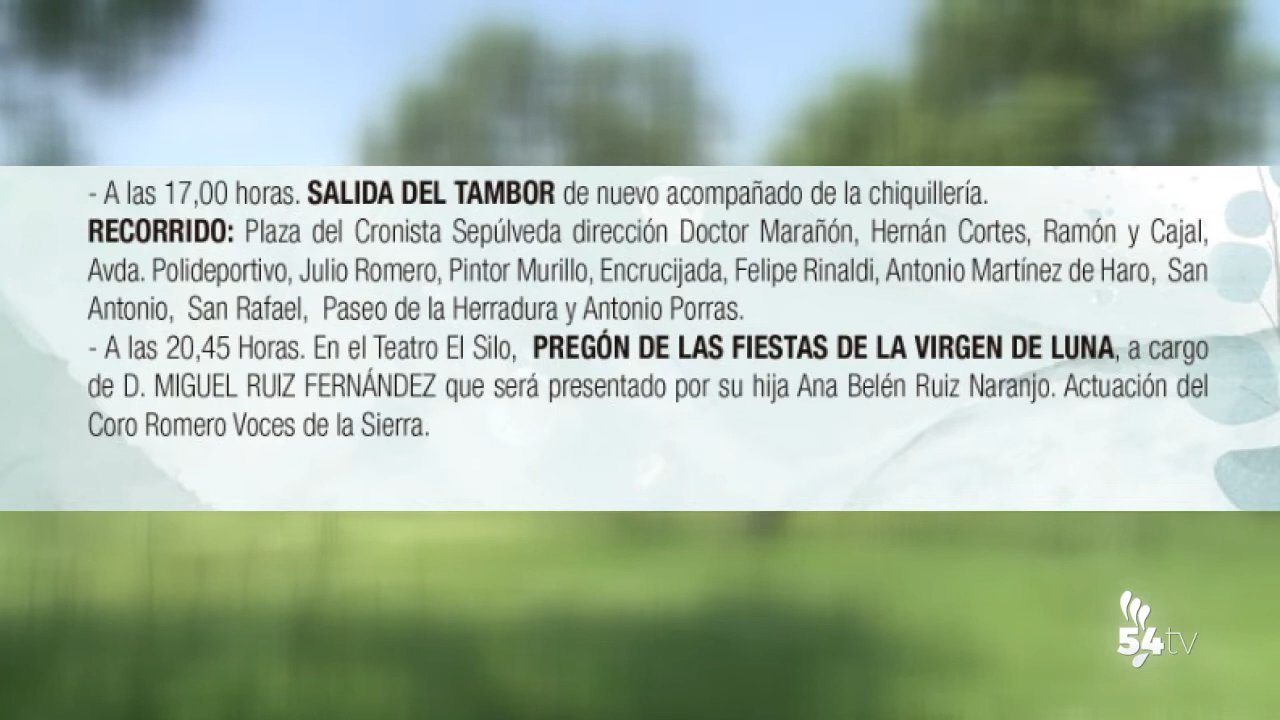 - A las 17,00 horas. SALIDA DEL TAMBOR de nuevo acompañado de la chiquillería.
RECORRIDO: Plaza del Cronista Sepúlveda dirección Doctor Marañón, Hernán Cortes, Ramón y Cajal,
Avda. Polideportivo, Julio Romero, Pintor Murillo, Encrucijada, Felipe Rinaldi, Antonio Martínez de Haro, San
Antonio, San Rafael, Paseo de la Herradura y Antonio Porras.
- A las 20,45 Horas. En el Teatro El Silo, PREGÓN DE LAS FIESTAS DE LA VIRGEN DE LUNA, a cargo
de D. MIGUEL RUIZ FERNÁNDEZ que será presentado por su hija Ana Belén Ruiz Naranjo. Actuación del
Coro Romero Voces de la Sierra.
54tv